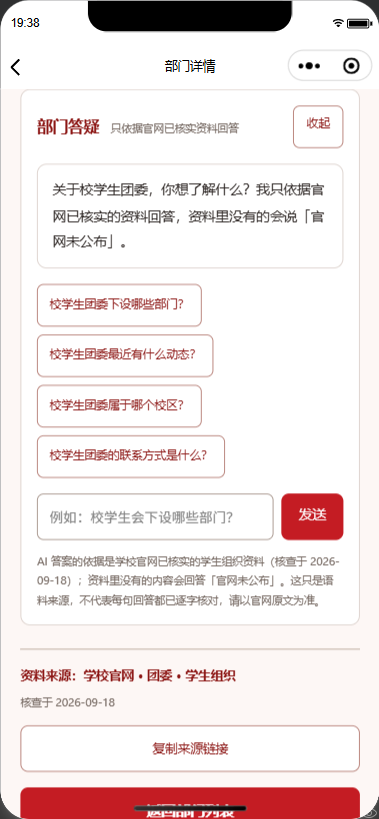 19:38
部门详情
部门答疑 只依据官网已核实资料回答
收起
关于校学生团委，你想了解什么？我只依据官
网已核实的资料回答，资料里没有的会说「官
网未公布」。
校学生团委下设哪些部门？
校学生团委最近有什么动态？
校学生团委属于哪个校区？
校学生团委的联系方式是什么？
例如：校学生会下设哪些部门？
发送
AI 答案的依据是学校官网已核实的学生组织资料（核查于 2026-
09-18）；资料里没有的内容会回答「官网未公布」。这只是语
料来源，不代表每句回答都已逐字核对，请以官网原文为准。
资料来源：学校官网 • 团委 • 学生组织
核查于 2026-09-18
复制来源链接
返回部门列表